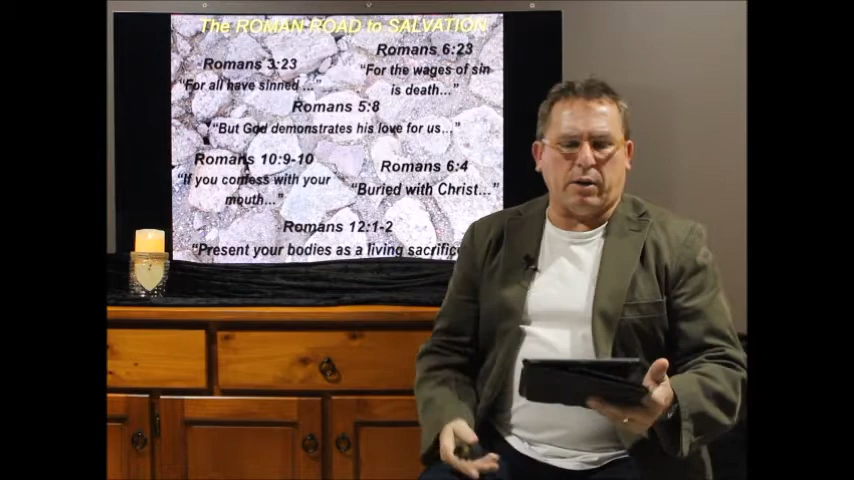 The ROMAN ROAD to SALVATION
Romans 6:23
Romans 3:23
"For the wages of sin
"For all have sinned ..."
is death..."
Romans 5:8
"But God demonstrates his love for us..."
Romans 10:9-10
Romans 6:4
"If you confess with your
"Buried with Christ..."
mouth..."
Romans 12:1-2
"Present your bodies as a living sacrifice